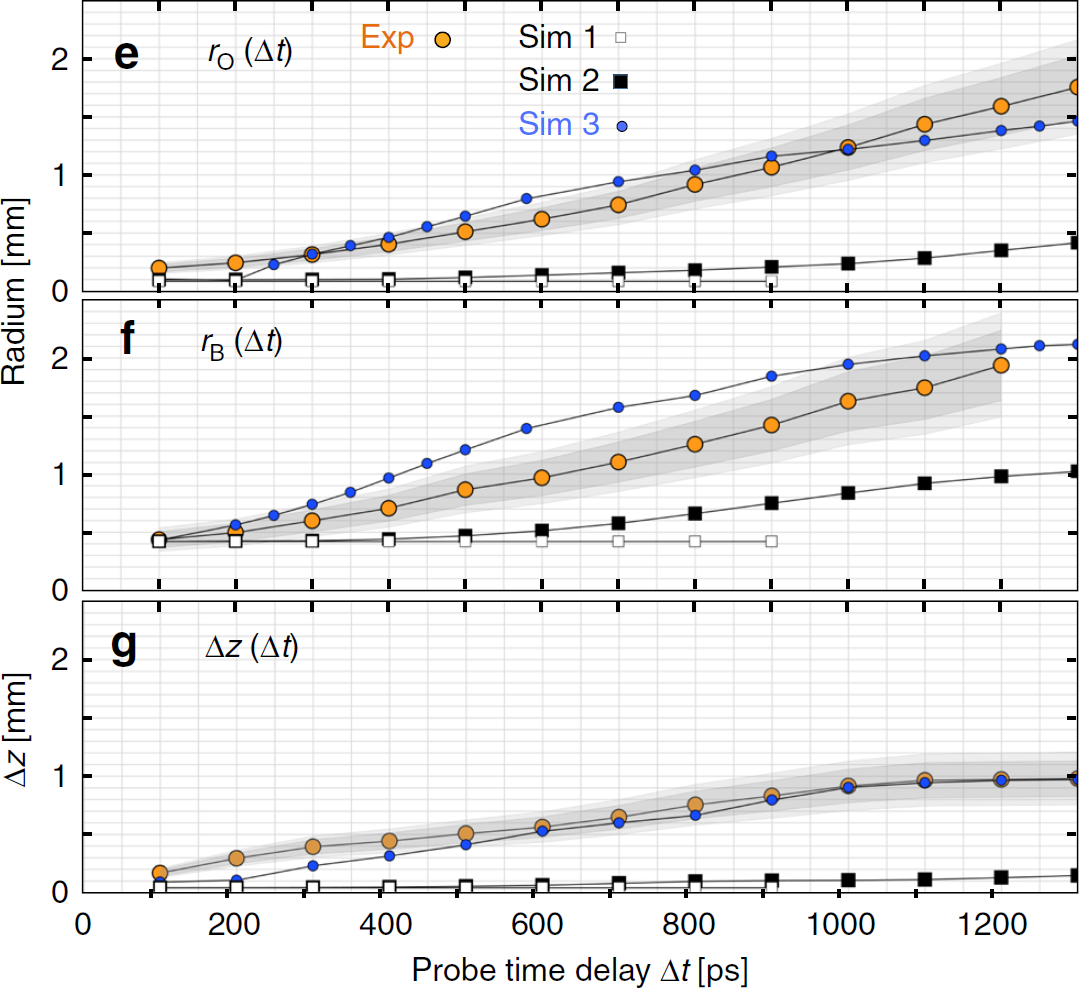 e r_O (Δt) Exp Sim 1
Sim 2
Sim 3
2
1
0
Radium [mm]
f r_B (Δt)
2
1
0
g Δz (Δt)
2
1
0
Δz [mm]
0 200 400 600 800 1000 1200
Probe time delay Δt [ps]